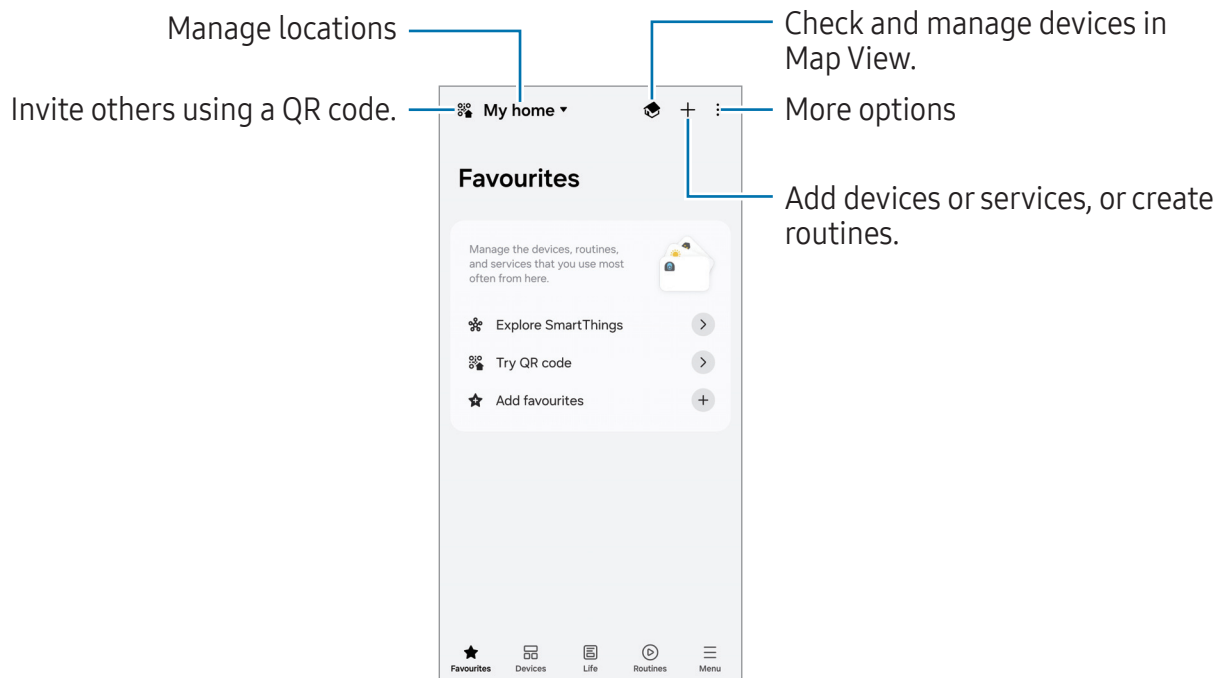 Manage locations
Check and manage devices in
Map View.
Invite others using a QR code.
My home
More options
Favourites
Add devices or services, or create
routines.
Manage the devices, routines,
and services that you use most
often from here.
Explore SmartThings
Try QR code
Add favourites
Favourites
Devices
Life
Routines
Menu